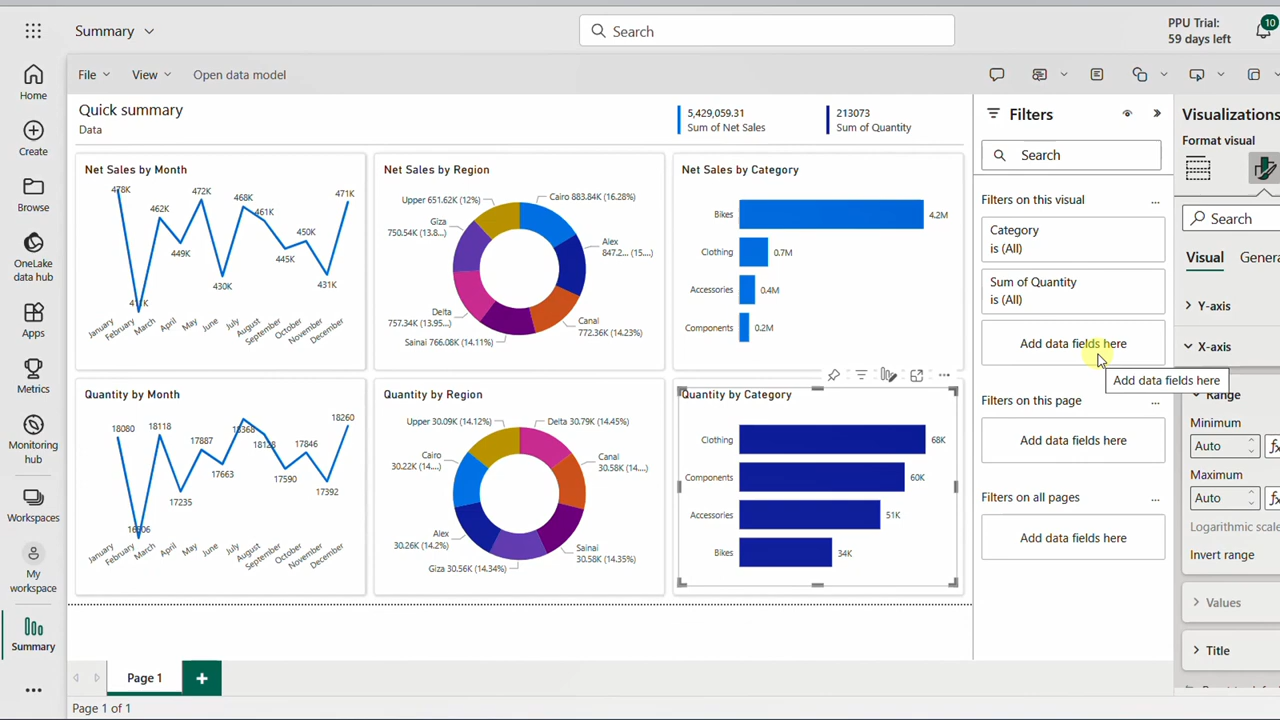 Summary
Search
PPU Trial:
59 days left
10
Home
Create
Browse
OneLake
data hub
Apps
Metrics
Monitoring
hub
Workspaces
My
workspace
Summary
File
View
Open data model
Quick summary
Data
5,429,059.31
Sum of Net Sales
213073
Sum of Quantity
Net Sales by Month
478K
462K
472K
449K
430K
468K
461K
445K
450K
431K
471K
January
February
March
April
May
June
July
August
September
October
November
December
Net Sales by Region
Upper 651.62K (12%)
Cairo 883.84K (16.28%)
Giza
750.54K (13.8...)
Alex
847.2... (15....)
Delta
757.34K (13.95...)
Canal
772.36K (14.23%)
Sainai 766.08K (14.11%)
Net Sales by Category
Bikes
4.2M
Clothing
0.7M
Accessories
0.4M
Components
0.2M
Quantity by Month
18080
18118
17235
17887
17663
17590
17846
17392
18260
January
February
March
April
May
June
July
August
September
October
November
December
Quantity by Region
Upper 30.09K (14.12%)
Delta 30.79K (14.45%)
Cairo
30.22K (14....)
Canal
30.58K (14....)
Alex
30.26K (14.2%)
Sainai
30.58K (14.35%)
Giza 30.56K (14.34%)
Quantity by Category
Clothing
68K
Components
60K
Accessories
51K
Bikes
34K
Page 1
Page 1 of 1
Filters
Search
Filters on this visual
Category
is (All)
Sum of Quantity
is (All)
Add data fields here
Add data fields here
Filters on this page
Add data fields here
Filters on all pages
Add data fields here
Visualizations
Format visual
Search
Visual
Genera
Y-axis
X-axis
Range
Minimum
Auto
Maximum
Auto
Logarithmic scale
Invert range
Values
Title